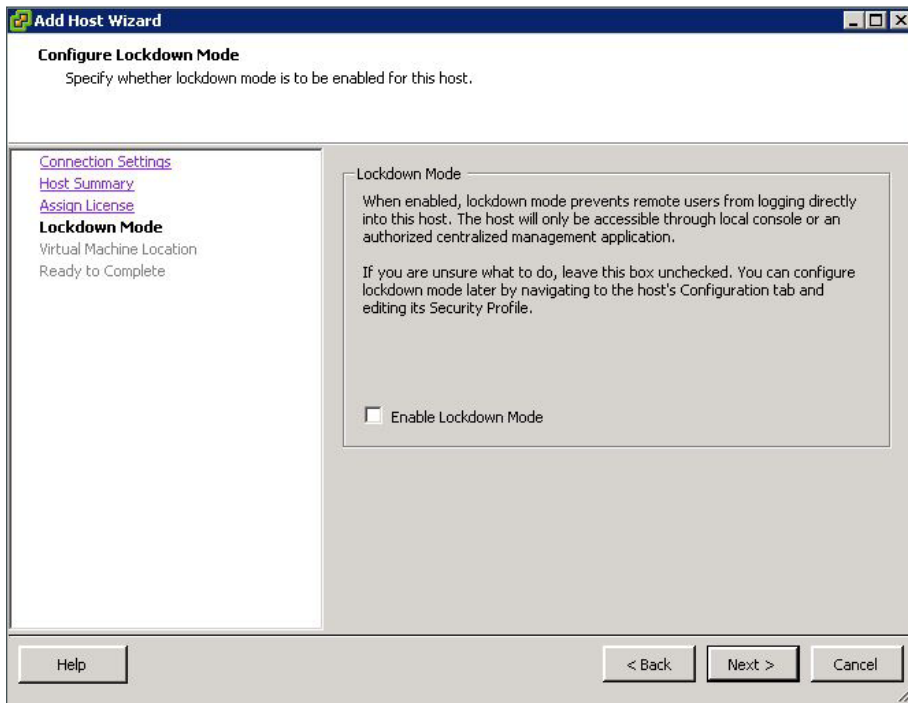 Add Host Wizard
Configure Lockdown Mode
Specify whether lockdown mode is to be enabled for this host.
Connection Settings
Host Summary
Assign License
Lockdown Mode
Virtual Machine Location
Ready to Complete
Lockdown Mode
When enabled, lockdown mode prevents remote users from logging directly
into this host. The host will only be accessible through local console or an
authorized centralized management application.
If you are unsure what to do, leave this box unchecked. You can configure
lockdown mode later by navigating to the host's Configuration tab and
editing its Security Profile.
Enable Lockdown Mode
Help
< Back
Next >
Cancel